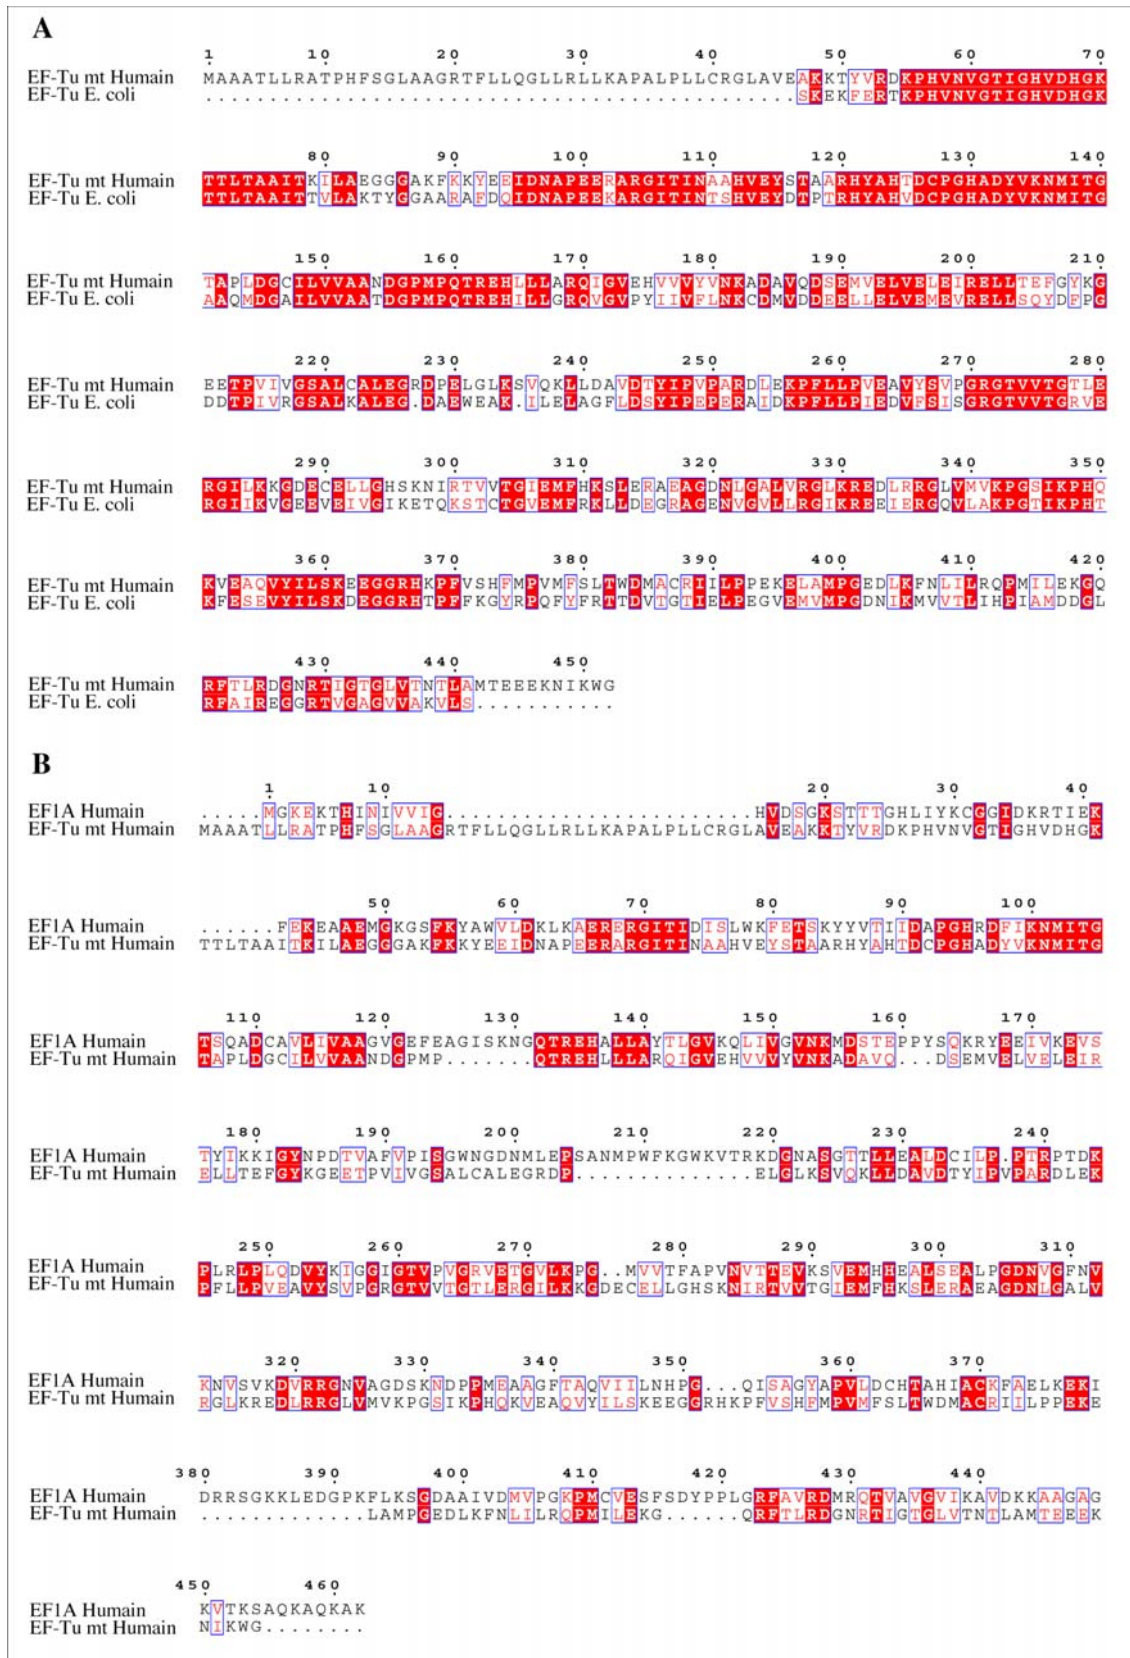 A
1 10 20 30 40 50 60 70
EF-Tu mt Humain MAAATLLRATPHFSGLAAGRTFLLQGLLRLLKAPALPLLCRGLAVEAKKTYVRDKPHVNVGTIGHVDHGK
EF-Tu E. coli ..............................................SKEKFERTKPHVNVGTIGHVDHGK
80 90 100 110 120 130 140
EF-Tu mt Humain TTLTAAITKILAEGGGAKFKKYEEIDNAPEERARGITINAAHVEYSTAARHYAHTDCPGHADYVKNMITG
EF-Tu E. coli TTLTAAITTVLAKTYGGAARAFDQIDNAPEEKARGITINTSHVEYDTPTRHYAHVDCPGHADYVKNMITG
150 160 170 180 190 200 210
EF-Tu mt Humain TAPLDGCILVVAANDGPMPQTREHLLLARQIGVEHVVVYVNKADAVQDSEMVELVELEIRELLTEFGYKG
EF-Tu E. coli AAQMDGAILVVAATDGPMPQTREHILLGRQVGVPYIIVFLNKCDMVDDEELLELVEMEVRELLSQYDFPG
220 230 240 250 260 270 280
EF-Tu mt Humain EETPVIVGSALCALEGRDPELGLKSVQKLLDAVDTYIPVPARDLEKPFLLPVEAVYSVPGRGTVVTGTLE
EF-Tu E. coli DDTPIVRGSALKALEG.DAEWEAK.ILELAGFLDSYIPEPERAIDKPFLLPIEDVFSISGRGTVVTGRVE
290 300 310 320 330 340 350
EF-Tu mt Humain RGILKKGDECELLGHSKNIRTVVTGIEMFHKSLERAEAGDNLGALVRGLKREDLRRGLVMVKPGSIKPHQ
EF-Tu E. coli RGIIKVGEEVEIVGIKETQKSTCTGVEMFRKLLDEGRAGENVGVLLRGIKREEIERGQVLAKPGTIKPHT
360 370 380 390 400 410 420
EF-Tu mt Humain KVEAQVYILSKEEGGRHKPFVSHFMPVMFSLTWDMACRIILPPEKELAMPGEDLKFNLILRQPMILEKGQ
EF-Tu E. coli KFESEVYILSKDEGGRHTPFFKGYRPQFYFRTTDVTGTIELPEGVEMVMPGDNIKMVVTLIHPIAMDDGL
430 440 450
EF-Tu mt Humain RFTLRDGNRTIGTGLVTNTLAMTEEEKNIKWG
EF-Tu E. coli RFAIREGGRTVGAGVVAKVLS...........
B
1 10 20 30 40
EF1A Humain .....MGKEKTHINIVVIG........................HVDSGKSTTTGHLIYKCGGIDKRTIEK
EF-Tu mt Humain MAAATLLRATPHFSGLAAGRTFLLQGLLRLLKAPALPLLCRGLAVEAKKTYVRDKPHVNVGTIGHVDHGK
50 60 70 80 90 100
EF1A Humain ......FEKEAAEMGKGSFKYAWVLDKLKAERERGITIDISLWKFETSKYYVTIIDAPGHRDFIKNMITG
EF-Tu mt Humain TTLTAAITKILAEGGGAKFKKYEEIDNAPEERARGITINAAHVEYSTAARHYAHTDCPGHADYVKNMITG
110 120 130 140 150 160 170
EF1A Humain TSQADCAVLIVAAGVGEFEAGISKNGQTREHALLAYTLGVKQLIVGVNKMDSTEPPYSQKRYEEIVKEVS
EF-Tu mt Humain TAPLDGCILVVAANDGPMP.......QTREHLLLARQIGVEHVVVYVNKADAVQ...DSEMVELVELEIR
180 190 200 210 220 230 240
EF1A Humain TYIKKIGYNPDTVAFVPISGWNGDNMLEPSANMPWFKGWKVTRKDGNASGTTLLEALDCILP.PTRPTDK
EF-Tu mt Humain ELLTEFGYKGEETPVIVGSALCALEGRDP..............ELGLKSVQKLLDAVDTYIPVPARDLEK
250 260 270 280 290 300 310
EF1A Humain PLRLPLQDVYKIGGIGTVPVGRVETGVLKPG..MVVTFAPVNVTTEVKSVEMHHEALSEALPGDNVGFNV
EF-Tu mt Humain PFLLPVEAVYSVPGRGTVVTGTLERGILKKGDECELLGHSKNIRTVVTGIEMFHKSLERAEAGDNLGALV
320 330 340 350 360 370
EF1A Humain KNVSVKDVRRGNVAGDSKNDPPMEAAGFTAQVIILNHPG...QISAGYAPVLDCHTAHIACKFAELKEKI
EF-Tu mt Humain RGLKREDLRRGLVMVKPGSIKPHQKVEAQVYILSKEEGGRHKPFVSHFMPVMFSLTWDMACRIILPPEKE
380 390 400 410 420 430 440
EF1A Humain DRRSGKKLEDGPKFLKSGDAAIVDMVPGKPMCVESFSDYPPLGRFAVRDMRQTVAVGVIKAVDKKAAGAG
EF-Tu mt Humain .............LAMPGEDLKFNLILRQPMILEKG......QRFTLRDGNRTIGTGLVTNTLAMTEEEK
450 460
EF1A Humain KVTKSAQKAQKAK
EF-Tu mt Humain NIKWG........